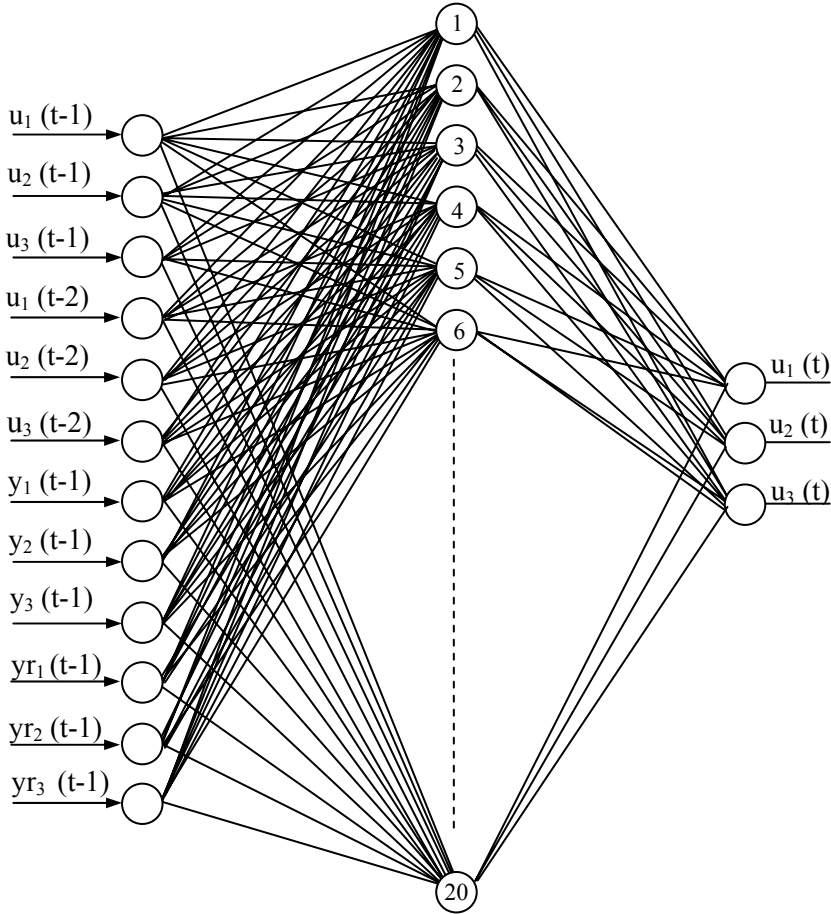 u1 (t-1)
u2 (t-1)
u3 (t-1)
u1 (t-2)
u2 (t-2)
u3 (t-2)
y1 (t-1)
y2 (t-1)
y3 (t-1)
yr1 (t-1)
yr2 (t-1)
yr3 (t-1)
1
2
3
4
5
6
20
u1 (t)
u2 (t)
u3 (t)